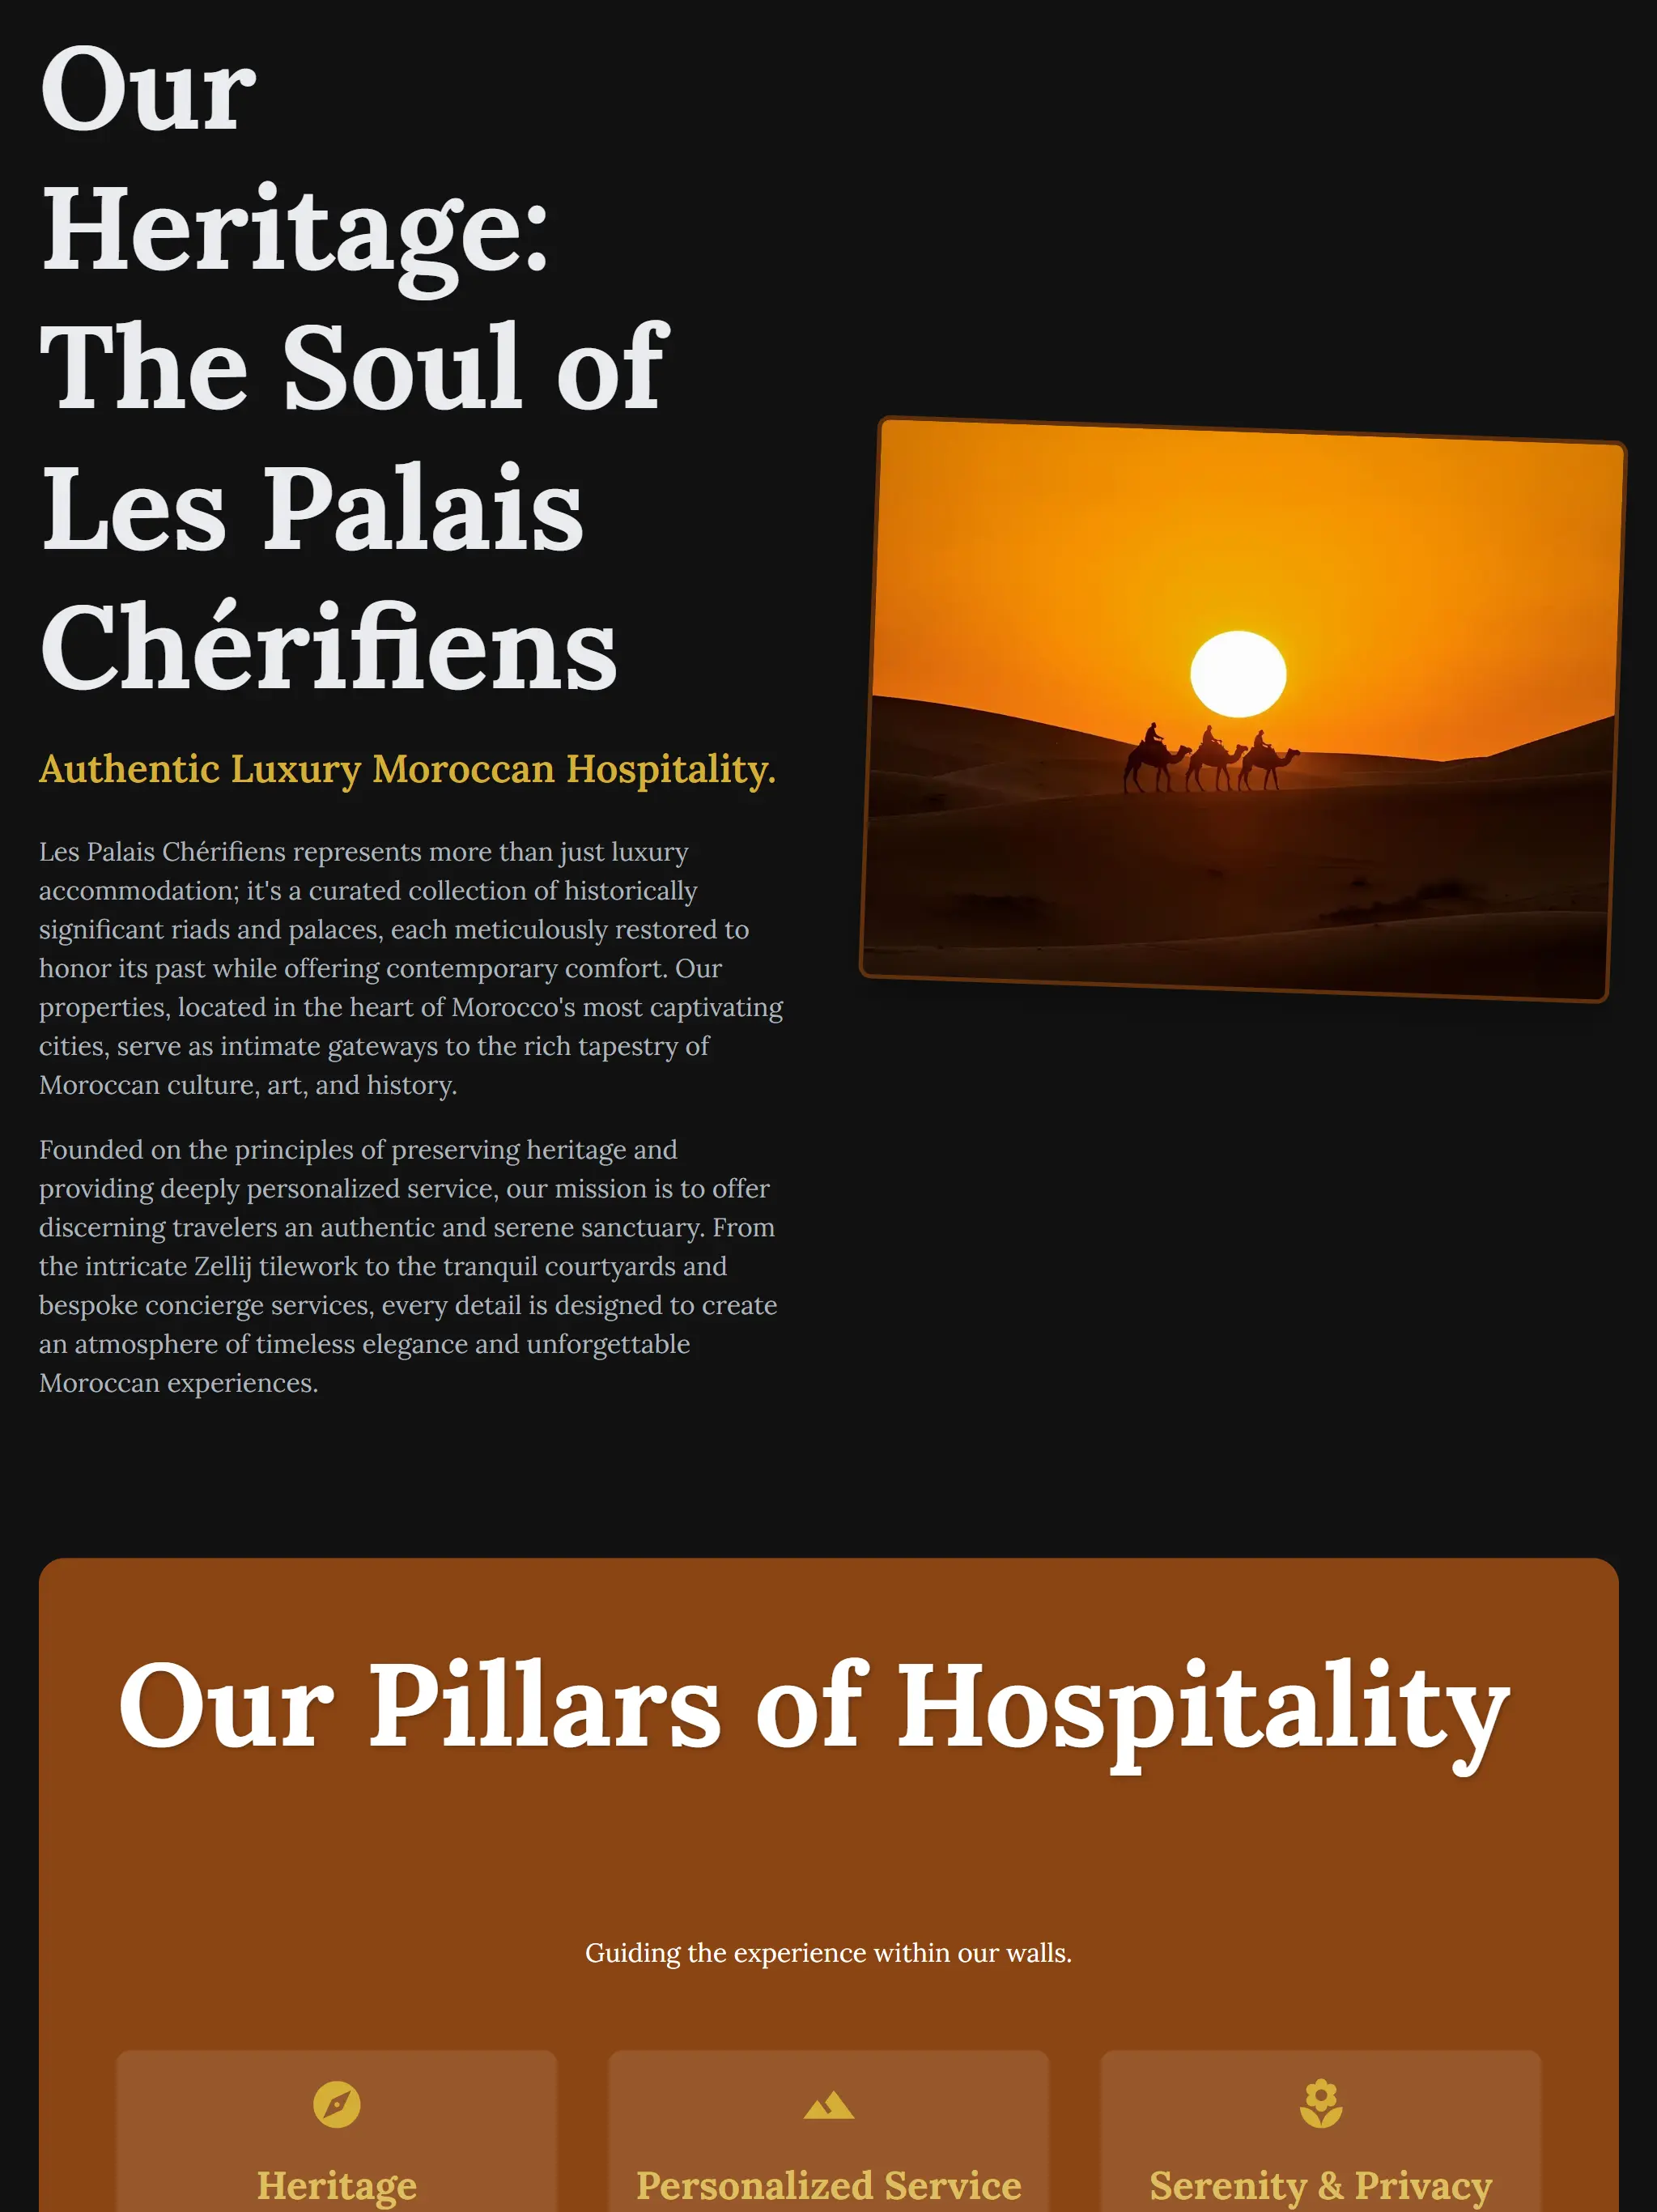 Our
Heritage:
The Soul of
Les Palais
Chérifiens
Authentic Luxury Moroccan Hospitality.
Les Palais Chérifiens represents more than just luxury
accommodation; it's a curated collection of historically
significant riads and palaces, each meticulously restored to
honor its past while offering contemporary comfort. Our
properties, located in the heart of Morocco's most captivating
cities, serve as intimate gateways to the rich tapestry of
Moroccan culture, art, and history.
Founded on the principles of preserving heritage and
providing deeply personalized service, our mission is to offer
discerning travelers an authentic and serene sanctuary. From
the intricate Zellij tilework to the tranquil courtyards and
bespoke concierge services, every detail is designed to create
an atmosphere of timeless elegance and unforgettable
Moroccan experiences.
Our Pillars of Hospitality
Guiding the experience within our walls.
Heritage
Personalized Service
Serenity & Privacy